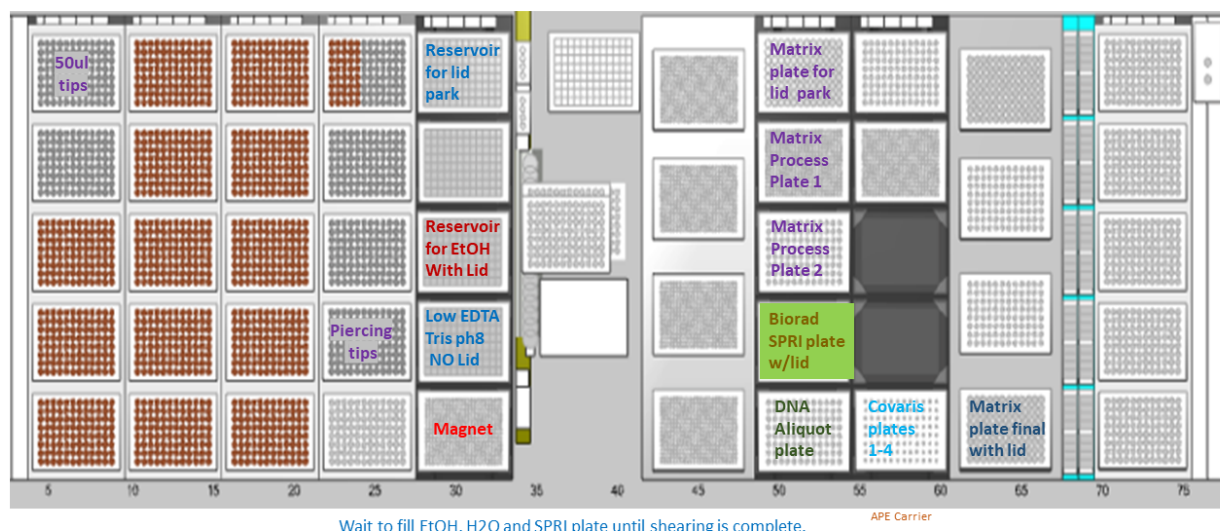 50ul
tips
Reservoir
for lid
park
Matrix
plate for
lid park
Matrix
Process
Plate 1
Reservoir
for EtOH
With Lid
Matrix
Process
Plate 2
Piercing
tips
Low EDTA
Tris ph8
NO Lid
Biorad
SPRI plate
w/lid
Magnet
DNA
Aliquot
plate
Covaris
plates
1-4
Matrix
plate final
with lid
5 10 15 20 25 30 35 40 45 50 55 60 65 70 75
APE Carrier
Wait to fill EtOH, H2O and SPRI plate until shearing is complete.